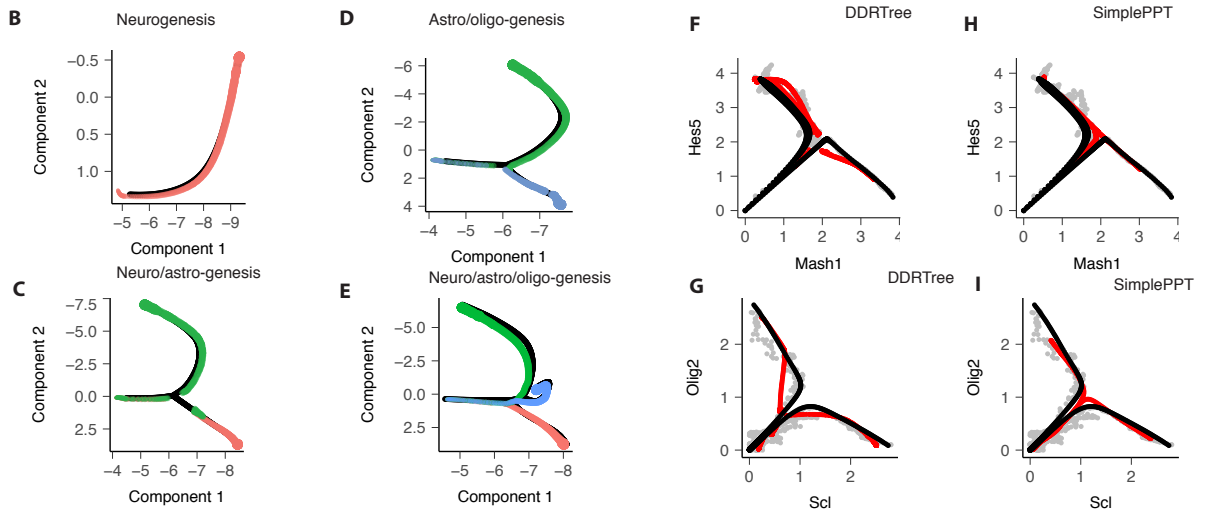 B
Neurogenesis
Component 2
−0.5
0.0
0.5
1.0
−5 −6 −7 −8 −9
Component 1
D
Astro/oligo-genesis
Component 2
−6
−4
−2
0
2
4
−4 −5 −6 −7
Component 1
F
DDRTree
Hes5
4
3
2
1
0
0 1 2 3 4
Mash1
H
SimplePPT
Hes5
4
3
2
1
0
0 1 2 3 4
Mash1
C
Neuro/astro-genesis
Component 2
−7.5
−5.0
−2.5
0.0
2.5
−4 −5 −6 −7 −8
Component 1
E
Neuro/astro/oligo-genesis
Component 2
−5.0
−2.5
0.0
2.5
−5 −6 −7 −8
Component 1
G
DDRTree
Olig2
2
1
0
0 1 2
Scl
I
SimplePPT
Olig2
2
1
0
0 1 2
Scl